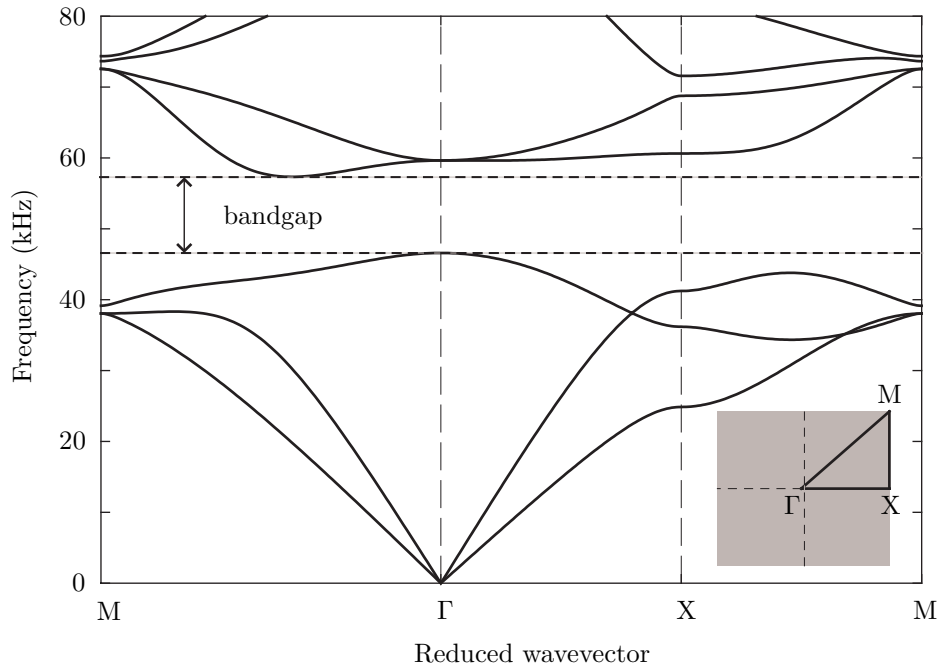 80
60
40
20
0
Frequency (kHz)
bandgap
M
Γ
X
M
Γ
X
M
Reduced wavevector